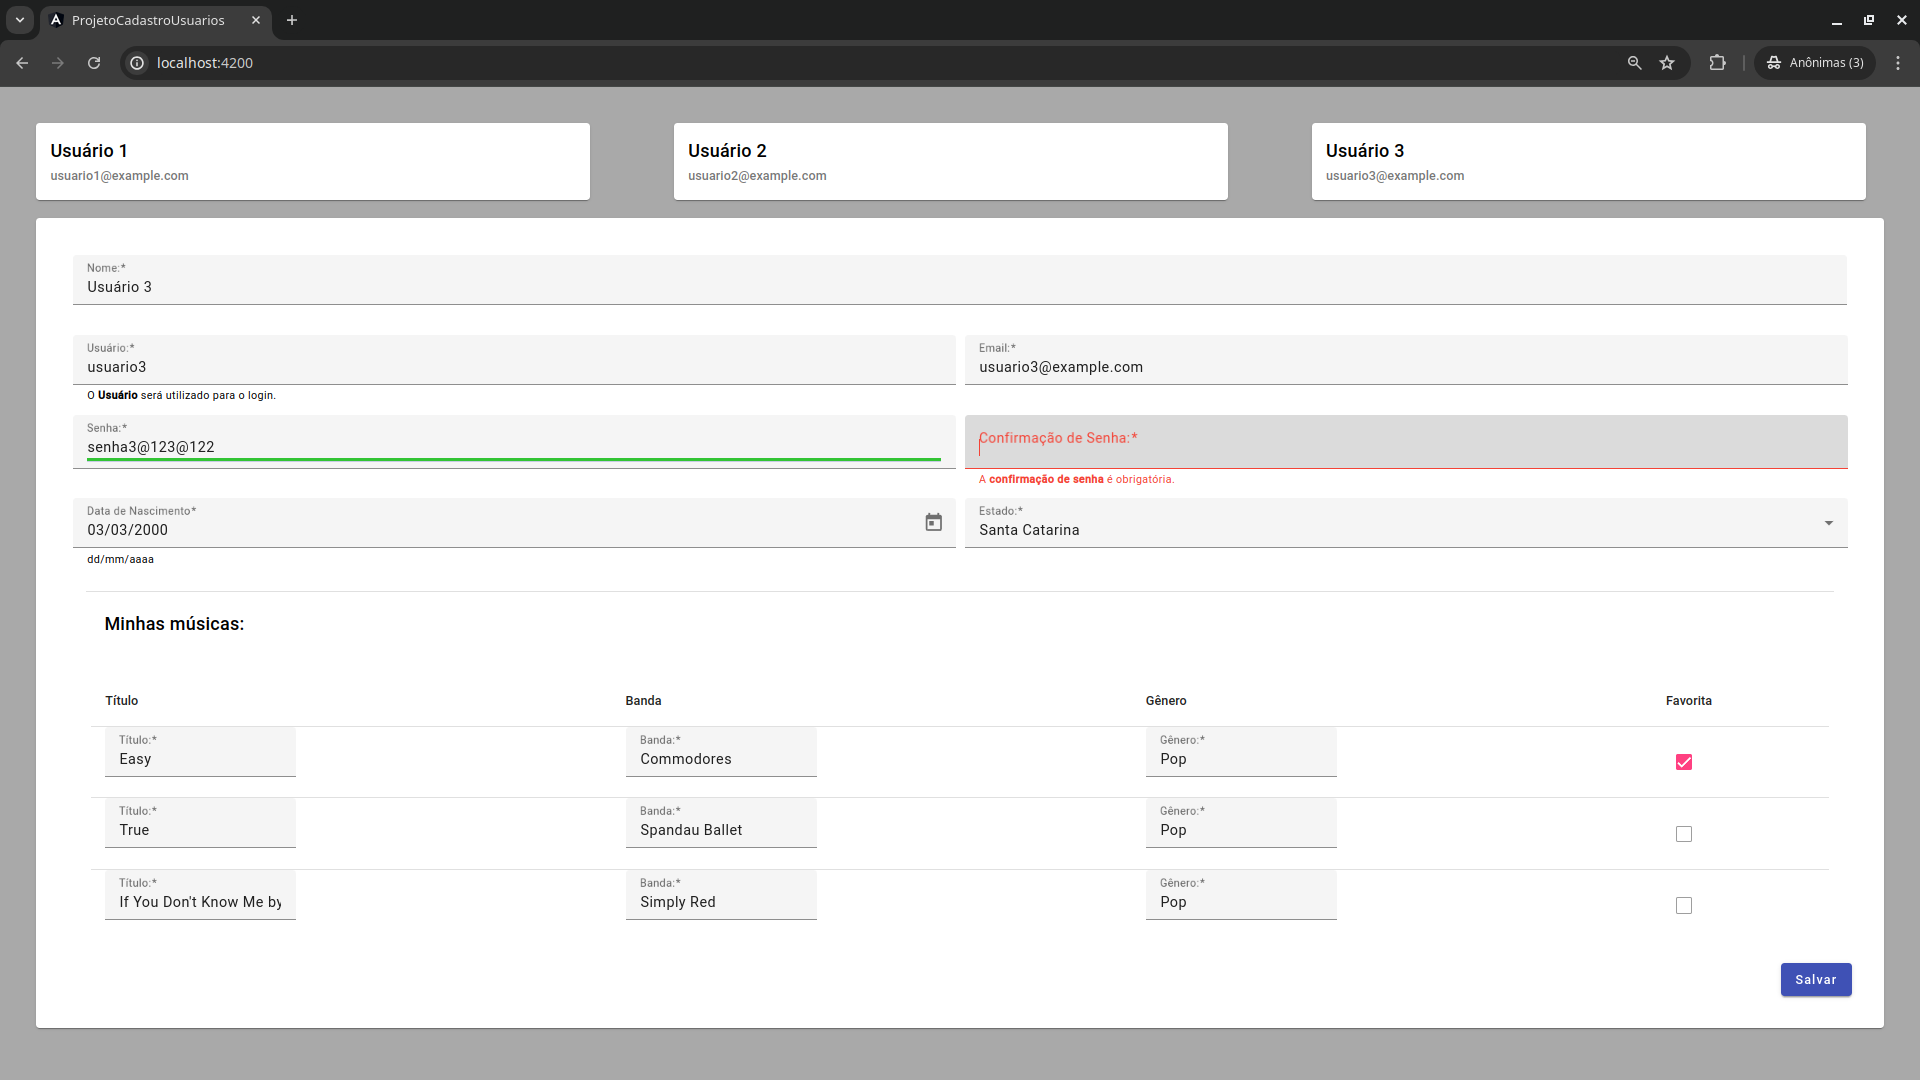 ProjetoCadastroUsuarios
localhost:4200
Anônimas (3)
Usuário 1
usuario1@example.com
Usuário 2
usuario2@example.com
Usuário 3
usuario3@example.com
Nome:*
Usuário 3
Usuário:*
usuario3
O Usuário será utilizado para o login.
Email:*
usuario3@example.com
Senha:*
senha3@123@122
Confirmação de Senha:*
A confirmação de senha é obrigatória.
Data de Nascimento*
03/03/2000
dd/mm/aaaa
Estado:*
Santa Catarina
Minhas músicas:
Título Banda Gênero Favorita
Título:* Banda:* Gênero:*
Easy Commodores Pop
Título:* Banda:* Gênero:*
True Spandau Ballet Pop
Título:* Banda:* Gênero:*
If You Don't Know Me by Simply Red Pop
Salvar